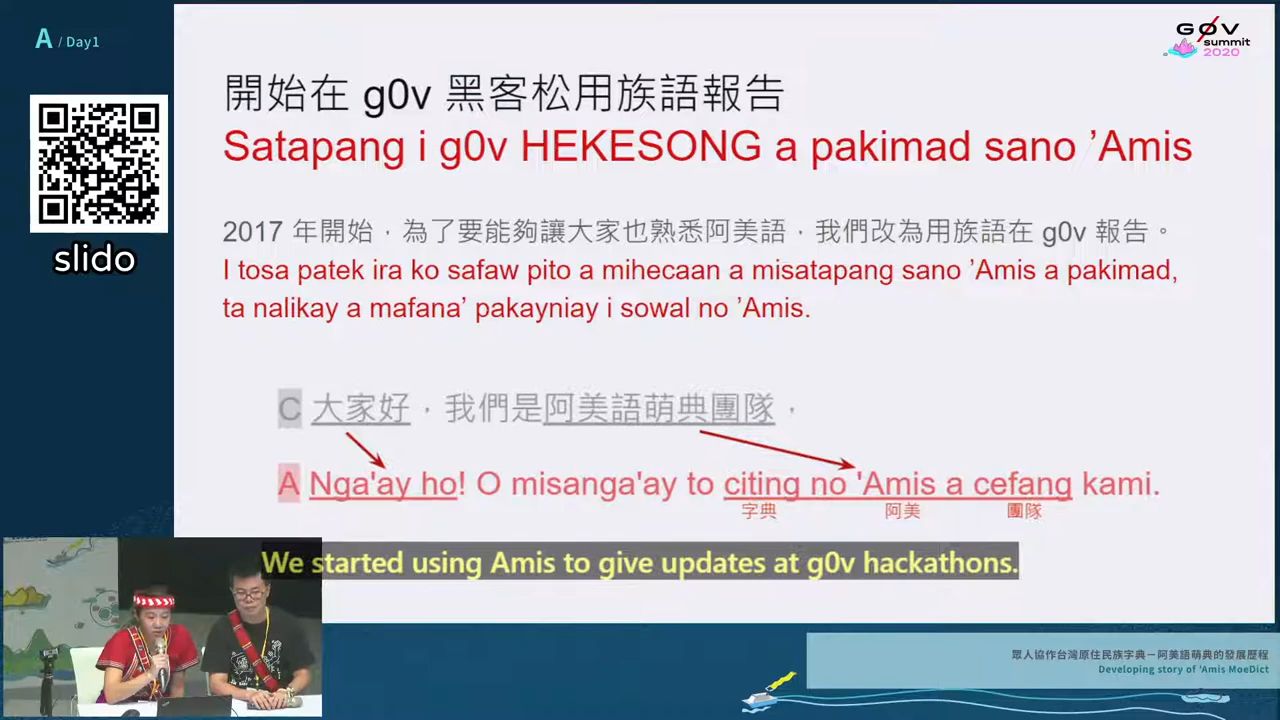 A / Day1
GØV
summit
2020
slido
開始在 g0v 黑客松用族語報告
Satapang i g0v HEKESONG a pakimad sano ’Amis
2017 年開始，為了要能夠讓大家也熟悉阿美語，我們改為用族語在 g0v 報告。
I tosa patek ira ko safaw pito a mihecaan a misatapang sano ’Amis a pakimad,
ta nalikay a mafana’ pakayniay i sowal no ’Amis.
C 大家好，我們是阿美語萌典團隊，
A Nga'ay ho! O misanga'ay to citing no 'Amis a cefang kami.
字典 阿美 團隊
We started using Amis to give updates at g0v hackathons.
眾人協作台灣原住民族字典－阿美語萌典的發展歷程
Developing story of 'Amis MoeDict